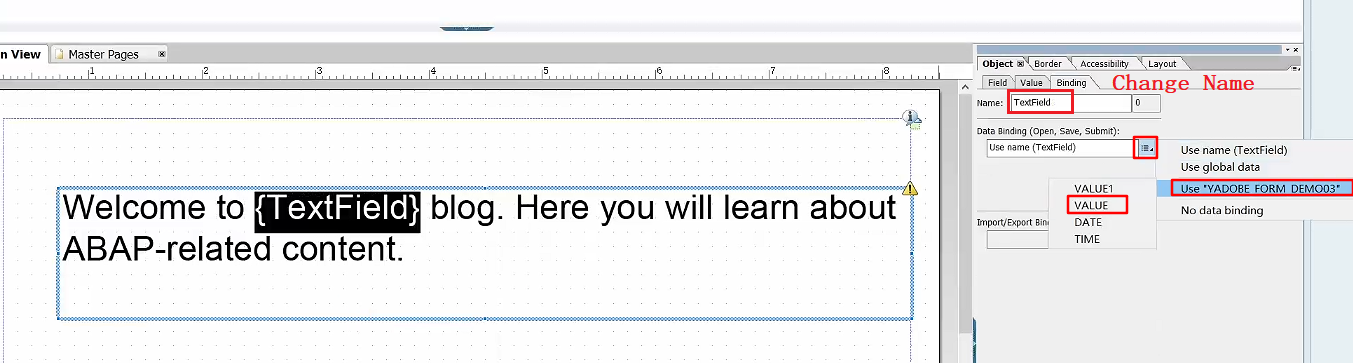 n View
Master Pages
1 2 3 4 5 6 7 8
Object Border Accessibility Layout
Field Value Binding
Change Name
Name: TextField 0
Data Binding (Open, Save, Submit):
Use name (TextField)
Use name (TextField)
Use global data
Use "YADOBE_FORM_DEMO03"
No data binding
VALUE1
VALUE
DATE
TIME
Import/Export Bin
Welcome to {TextField} blog. Here you will learn about
ABAP-related content.